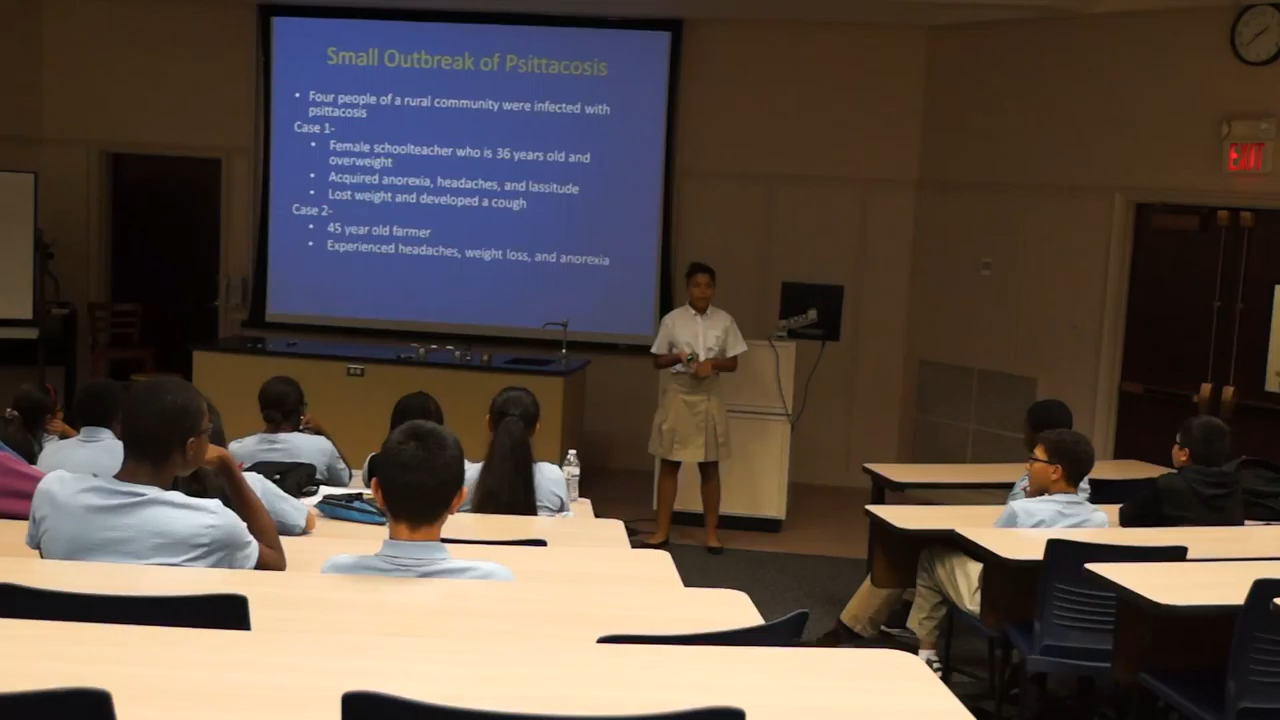 Small Outbreak of Psittacosis
• Four people of a rural community were infected with
psittacosis
Case 1-
• Female schoolteacher who is 36 years old and
overweight
• Acquired anorexia, headaches, and lassitude
• Lost weight and developed a cough
Case 2-
• 45 year old farmer
• Experienced headaches, weight loss, and anorexia
EXIT